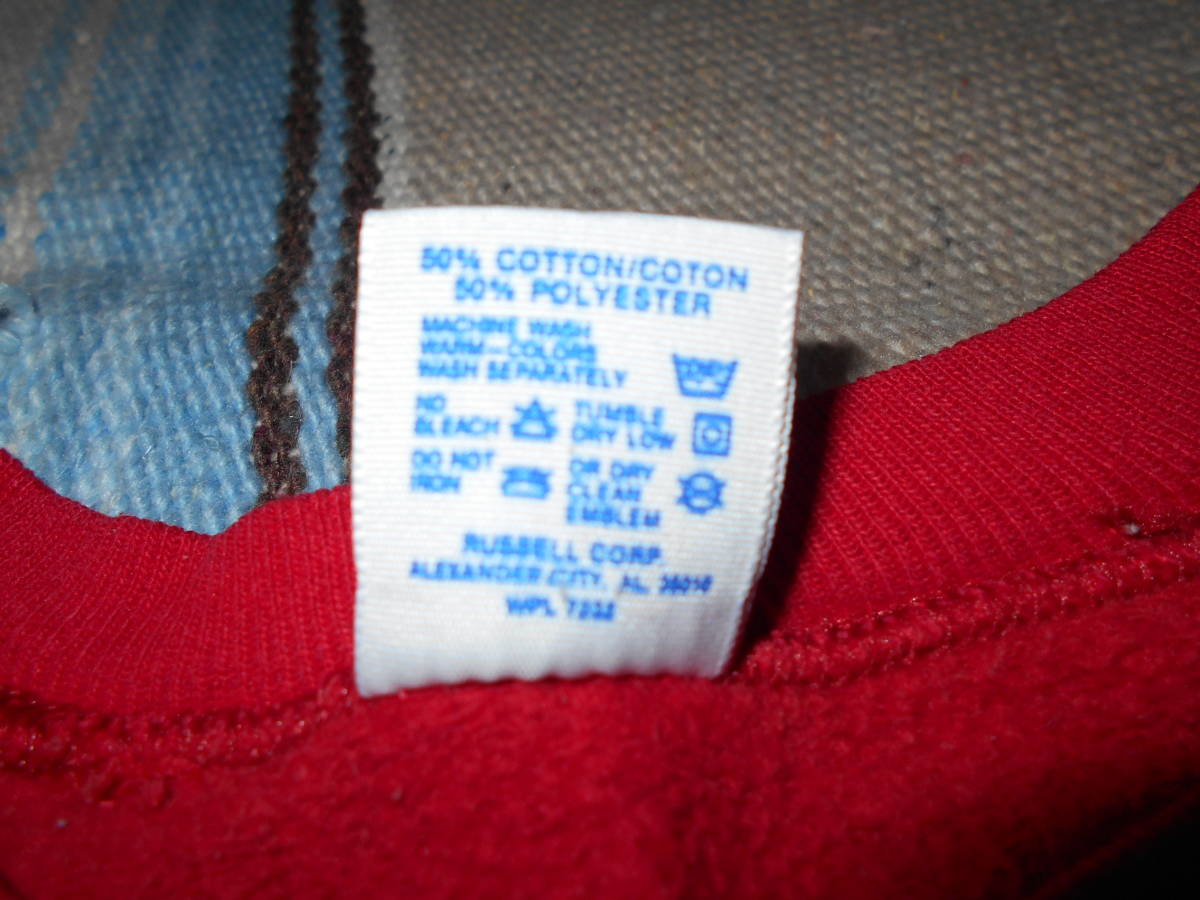 50% COTTON/COTON
50% POLYESTER
MACHINE WASH
WARM-COLORS
WASH SEPARATELY
NO
BLEACH
TUMBLE
DRY LOW
DO NOT
IRON
OR DRY
CLEAN
EMBLEM
RUSSELL CORP.
ALEXANDER CITY, AL. 35010
WPL